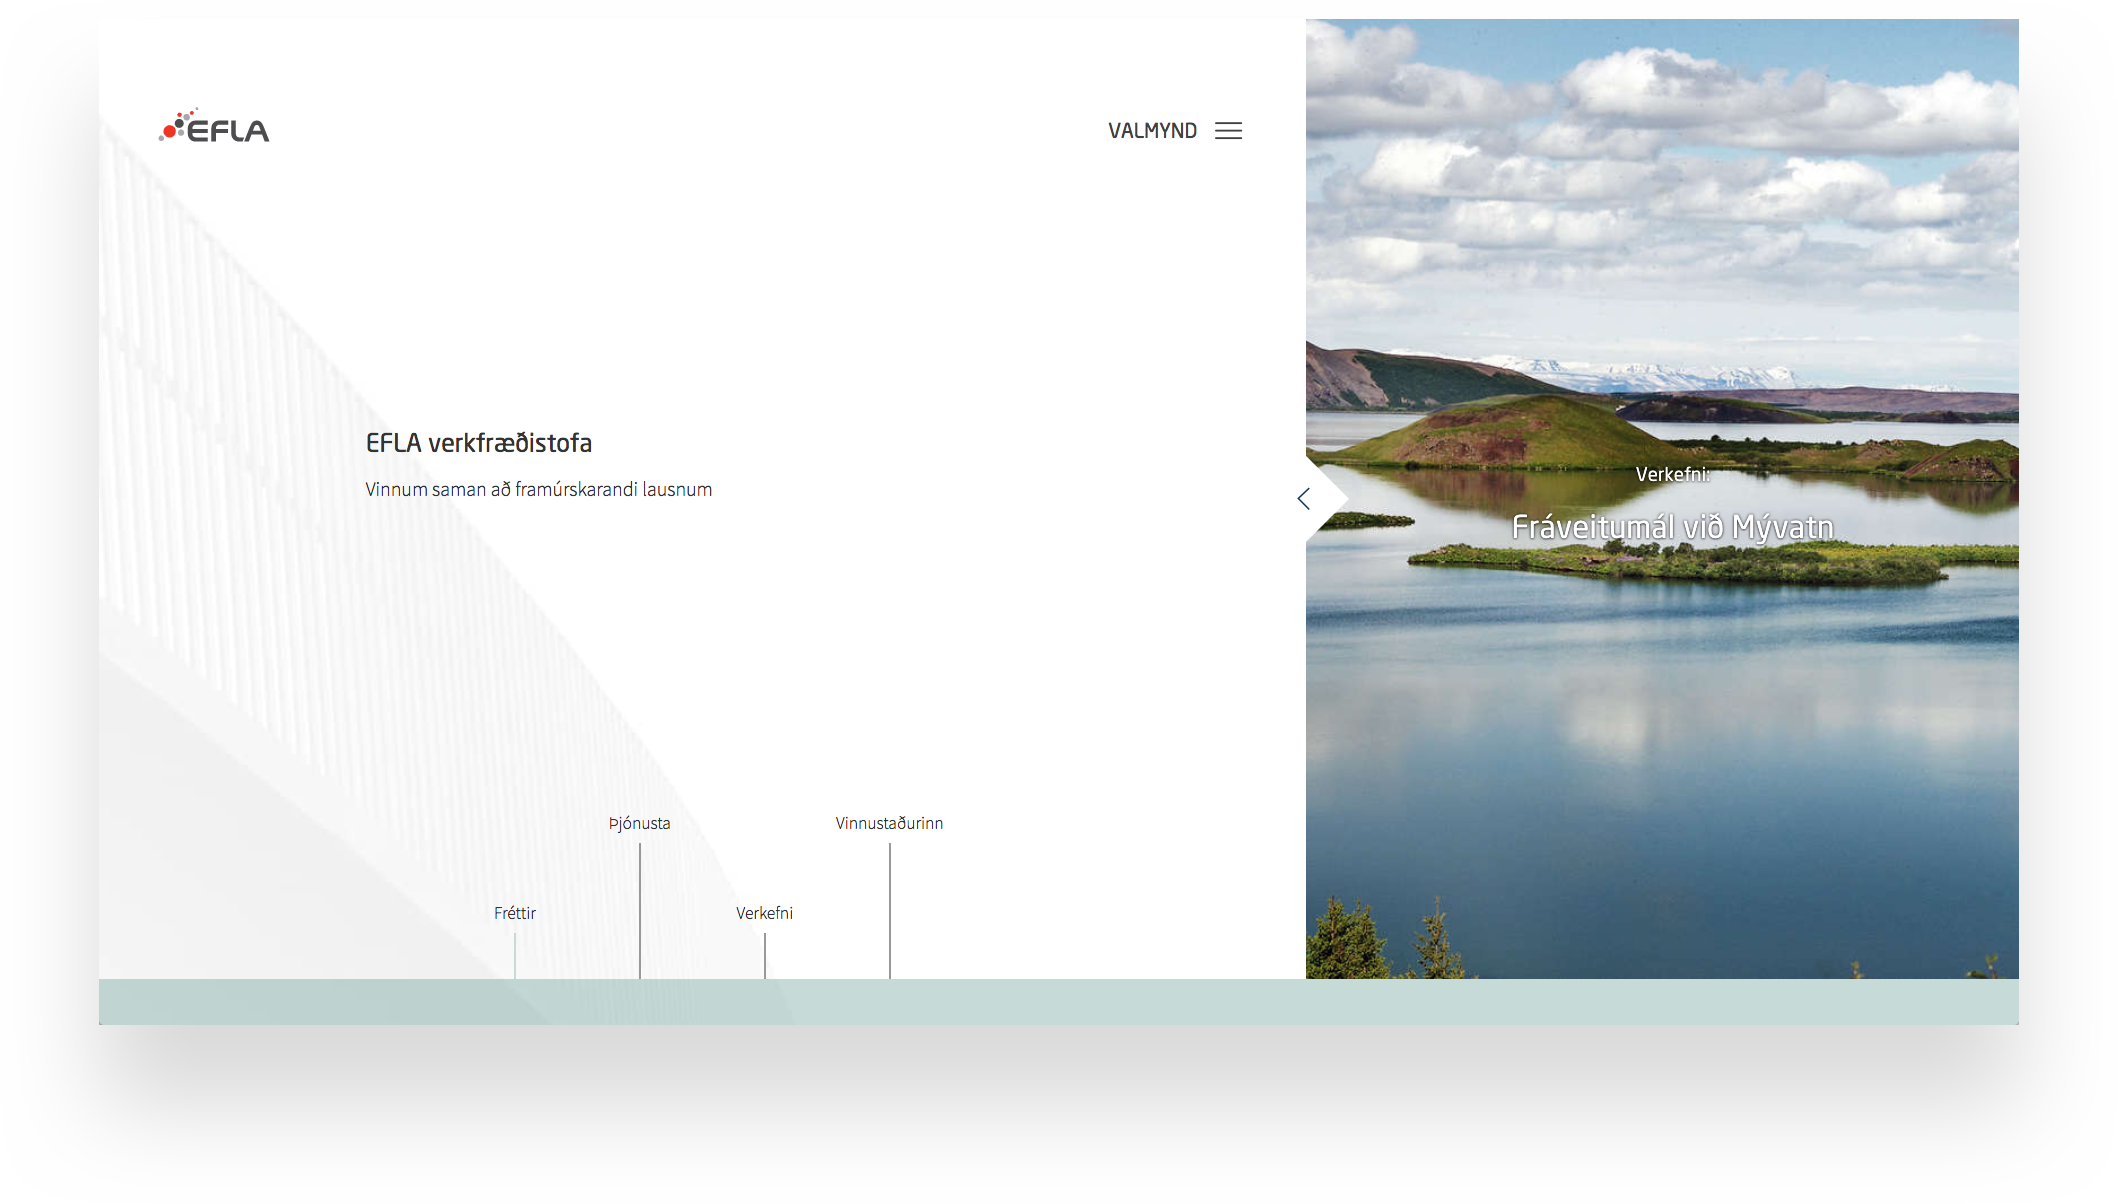 EFLA
VALMYND
EFLA verkfræðistofa
Vinnum saman að framúrskarandi lausnum
Verkefni:
Fráveitumál við Mývatn
Þjónusta
Vinnustaðurinn
Fréttir
Verkefni